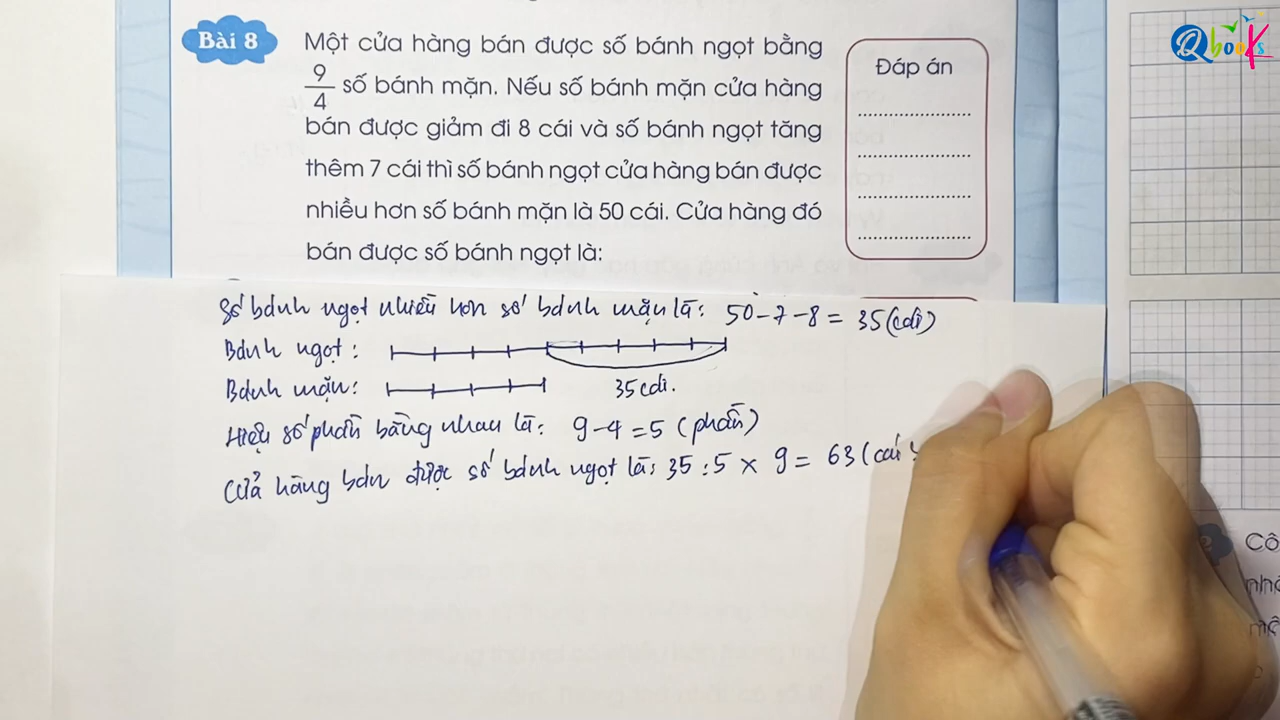 Bài 8
Một cửa hàng bán được số bánh ngọt bằng
9/4 số bánh mặn. Nếu số bánh mặn cửa hàng
bán được giảm đi 8 cái và số bánh ngọt tăng
thêm 7 cái thì số bánh ngọt cửa hàng bán được
nhiều hơn số bánh mặn là 50 cái. Cửa hàng đó
bán được số bánh ngọt là:
Đáp án
Qbooks
Số bánh ngọt nhiều hơn số bánh mặn là: 50 - 7 - 8 = 35 (cái)
Bánh ngọt:
Bánh mặn:
35 cái.
Hiệu số phần bằng nhau là: 9 - 4 = 5 (phần)
Cửa hàng bán được số bánh ngọt là: 35 : 5 × 9 = 63 (cái)
Cô